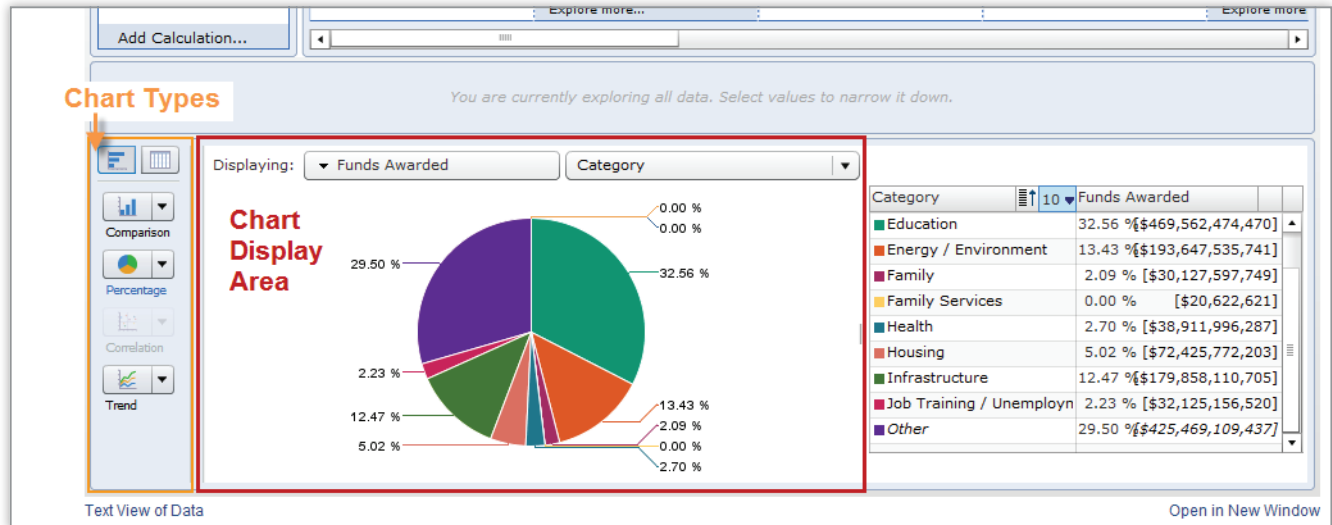 Explore more...
Explore more
Add Calculation...
Chart Types
You are currently exploring all data. Select values to narrow it down.
Displaying: Funds Awarded Category
Chart
Display
Area
Comparison
Percentage
Correlation
Trend
0.00 %
0.00 %
29.50 %
32.56 %
2.23 %
12.47 %
13.43 %
2.09 %
5.02 %
0.00 %
2.70 %
Category 10 Funds Awarded
Education 32.56 % [$469,562,474,470]
Energy / Environment 13.43 % [$193,647,535,741]
Family 2.09 % [$30,127,597,749]
Family Services 0.00 % [$20,622,621]
Health 2.70 % [$38,911,996,287]
Housing 5.02 % [$72,425,772,203]
Infrastructure 12.47 % [$179,858,110,705]
Job Training / Unemployn 2.23 % [$32,125,156,520]
Other 29.50 % [$425,469,109,437]
Text View of Data
Open in New Window